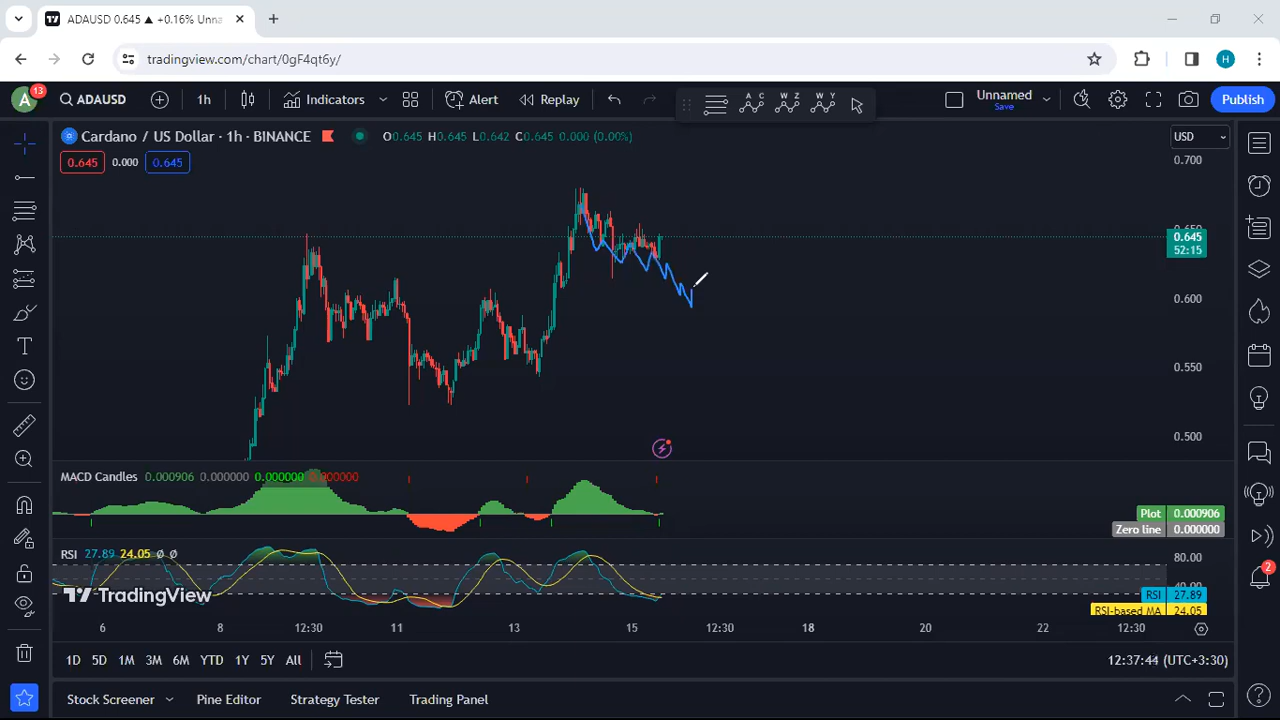 ADAUSD 0.645 ▲ +0.16% Unna
tradingview.com/chart/0gF4qt6y/
H
A 13 ADAUSD 1h Indicators Alert Replay A C W Z W Y Unnamed Save Publish
Cardano / US Dollar · 1h · BINANCE O0.645 H0.645 L0.642 C0.645 0.000 (0.00%) USD
0.645 0.000 0.645
0.700
0.645
52:15
0.600
0.550
0.500
MACD Candles 0.000906 0.000000 0.000000 0.000000
Plot 0.000906
Zero line 0.000000
RSI 27.89 24.05 Ø Ø
80.00
40.00
RSI 27.89
RSI-based MA 24.05
TradingView
6 8 12:30 11 13 15 12:30 18 20 22 12:30
1D 5D 1M 3M 6M YTD 1Y 5Y All 12:37:44 (UTC+3:30)
Stock Screener Pine Editor Strategy Tester Trading Panel
2